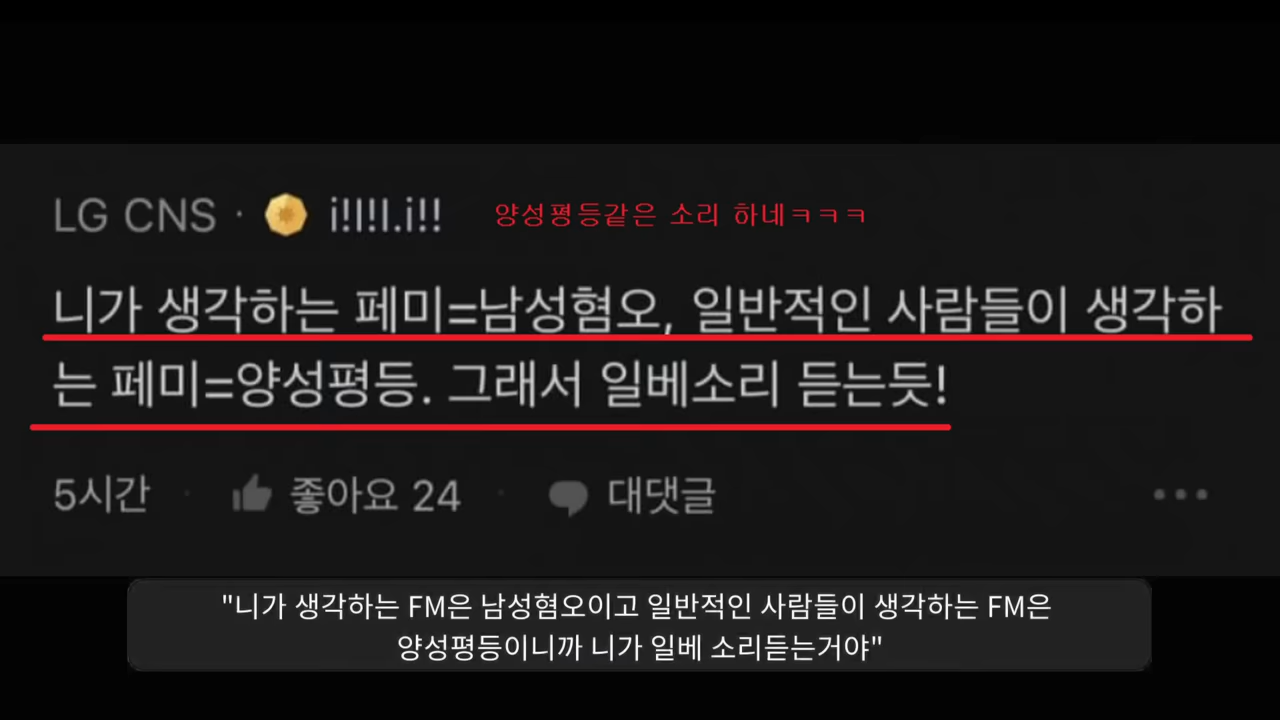 LG CNS · i!!!!.i!! 양성평등같은 소리 하네ㅋㅋㅋ
니가 생각하는 페미=남성혐오, 일반적인 사람들이 생각하
는 페미=양성평등. 그래서 일베소리 듣는듯!
5시간 · 좋아요 24 · 대댓글
"니가 생각하는 FM은 남성혐오이고 일반적인 사람들이 생각하는 FM은
양성평등이니까 니가 일베 소리듣는거야"